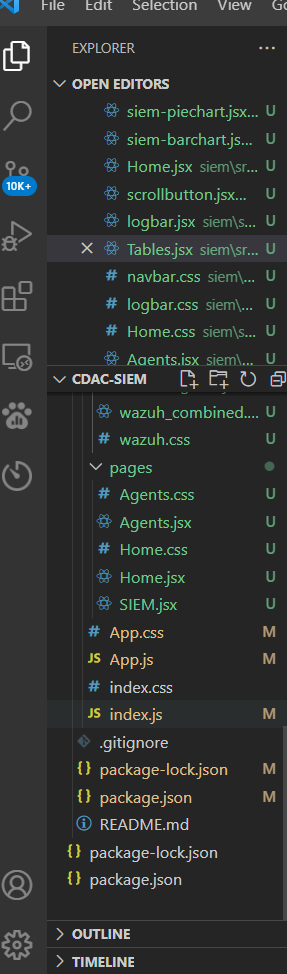 File Edit Selection View Go
EXPLORER ...
OPEN EDITORS
siem-piechart.jsx... U
siem-barchart.js... U
Home.jsx siem\sr... U
scrollbutton.jsx... U
logbar.jsx siem\s... U
Tables.jsx siem\sr... U
# navbar.css siem\... U
# logbar.css siem\... U
# Home.css siem\... U
Agents.jsx siem\... U
10K+
CDAC-SIEM
wazuh_combined.... U
# wazuh.css U
pages
# Agents.css U
Agents.jsx U
# Home.css U
Home.jsx U
SIEM.jsx U
# App.css M
JS App.js M
# index.css
JS index.js M
.gitignore
{} package-lock.json M
{} package.json M
README.md
{} package-lock.json
{} package.json
OUTLINE
TIMELINE